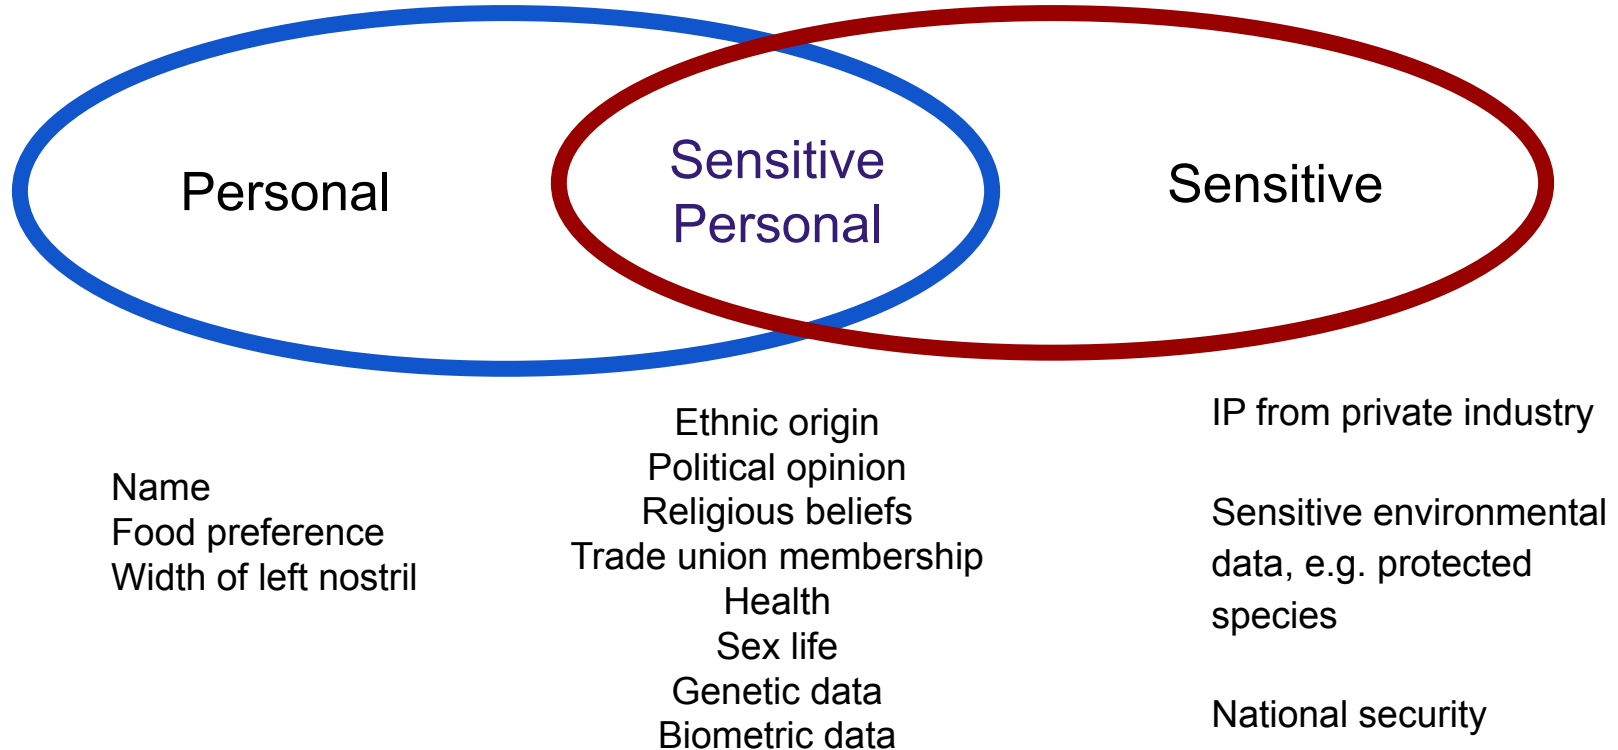 Personal
Sensitive
Personal
Sensitive
Name
Food preference
Width of left nostril
Ethnic origin
Political opinion
Religious beliefs
Trade union membership
Health
Sex life
Genetic data
Biometric data
IP from private industry
Sensitive environmental
data, e.g. protected
species
National security